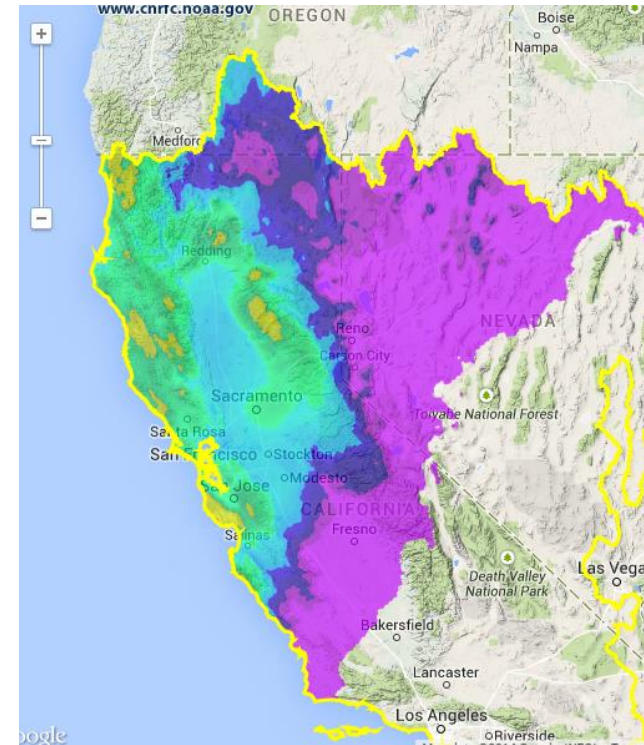 www.cnrfc.noaa.gov
OREGON
Boise
Nampa
Medford
Redding
NEVADA
Reno
Carson City
Sacramento
Toiyabe National Forest
Santa Rosa
San Francisco
Stockton
Modesto
San Jose
CALIFORNIA
Fresno
Salinas
Death Valley
National Park
Las Vega
Bakersfield
Lancaster
Los Angeles
Riverside
oogle